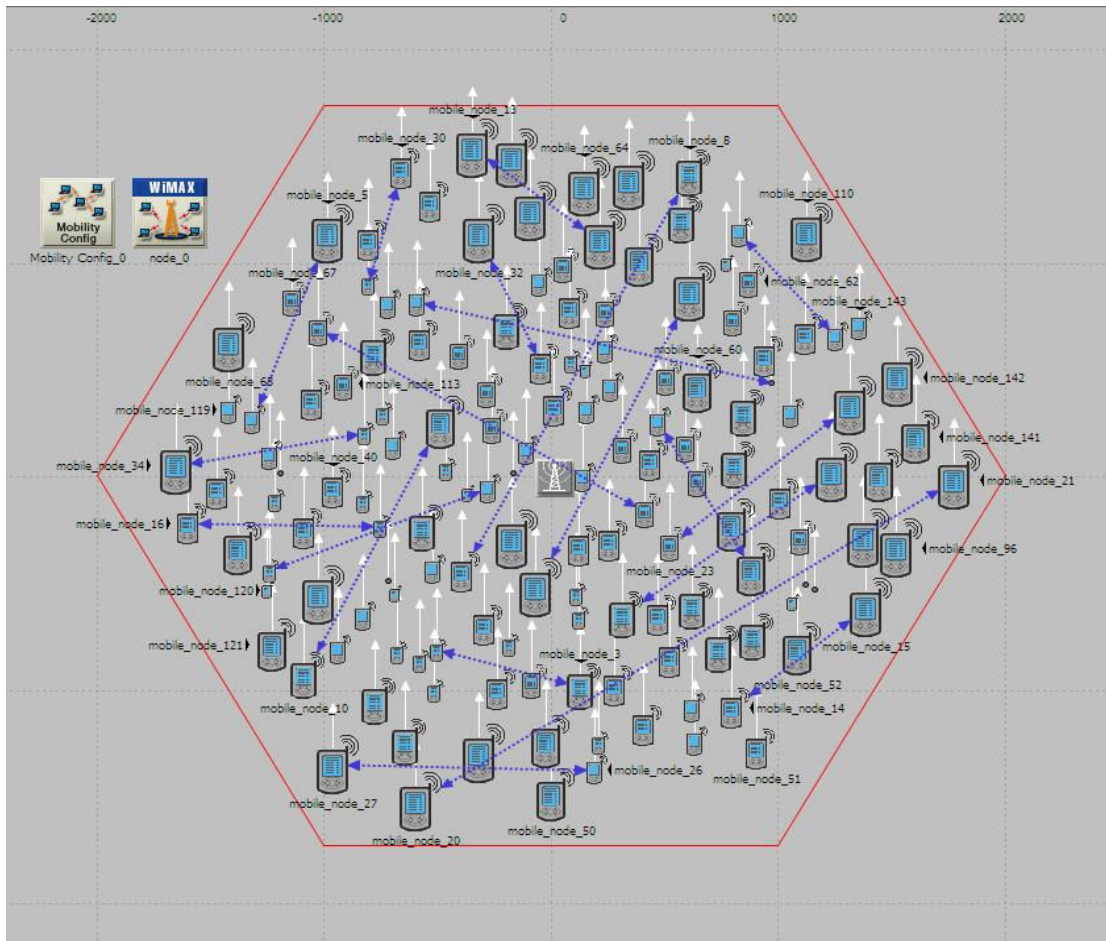 -2000
-1000
0
1000
2000
mobile_node_13
mobile_node_30
mobile_node_8
mobile_node_64
WiMAX
mobile_node_5
mobile_node_110
Mobility
Config
Mobility Config_0
node_0
mobile_node_32
mobile_node_67
mobile_node_62
mobile_node_143
mobile_node_60
mobile_node_68
mobile_node_113
mobile_node_142
mobile_node_119
mobile_node_141
mobile_node_40
mobile_node_34
mobile_node_21
mobile_node_16
mobile_node_96
mobile_node_23
mobile_node_120
mobile_node_121
mobile_node_15
mobile_node_3
mobile_node_52
mobile_node_10
mobile_node_14
mobile_node_26
mobile_node_51
mobile_node_27
mobile_node_50
mobile_node_20